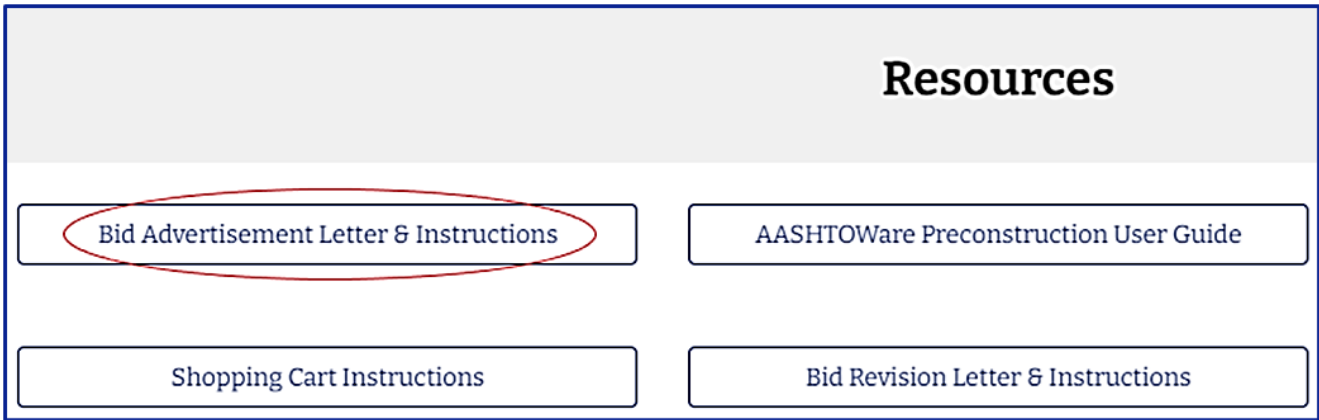 Resources
Bid Advertisement Letter & Instructions
AASHTOWare Preconstruction User Guide
Shopping Cart Instructions
Bid Revision Letter & Instructions